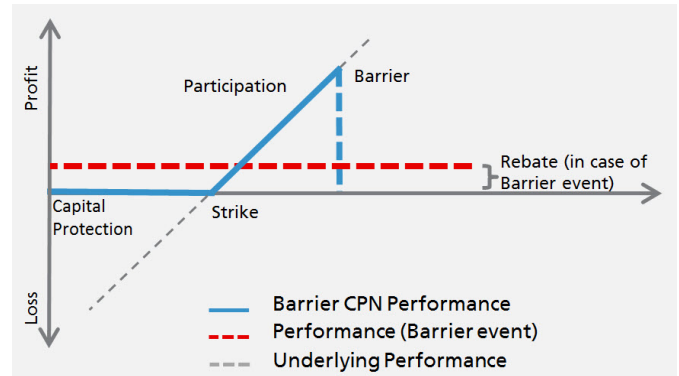 Profit
Participation
Barrier
Rebate (in case of
Barrier event)
Capital
Protection
Strike
Loss
Barrier CPN Performance
Performance (Barrier event)
Underlying Performance